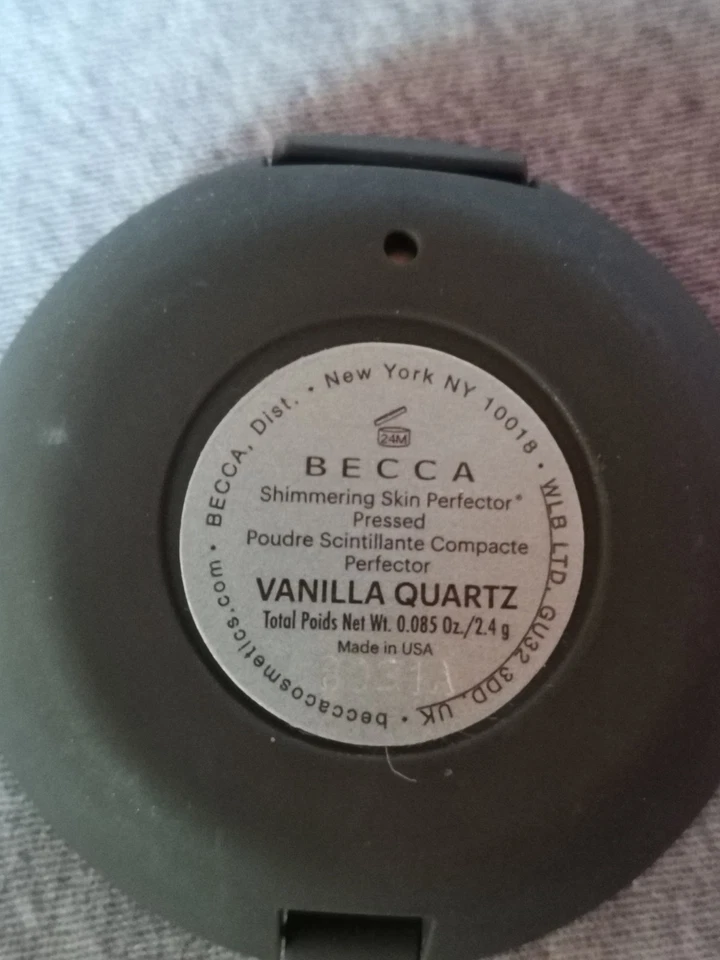 BECCA, Dist. • New York NY 10018 • WLB LTD. GU32 3DD. UK • beccacosmetics.com •
24M
BECCA
Shimmering Skin Perfector®
Pressed
Poudre Scintillante Compacte
Perfector
VANILLA QUARTZ
Total Poids Net Wt. 0.085 Oz./2.4 g
Made in USA